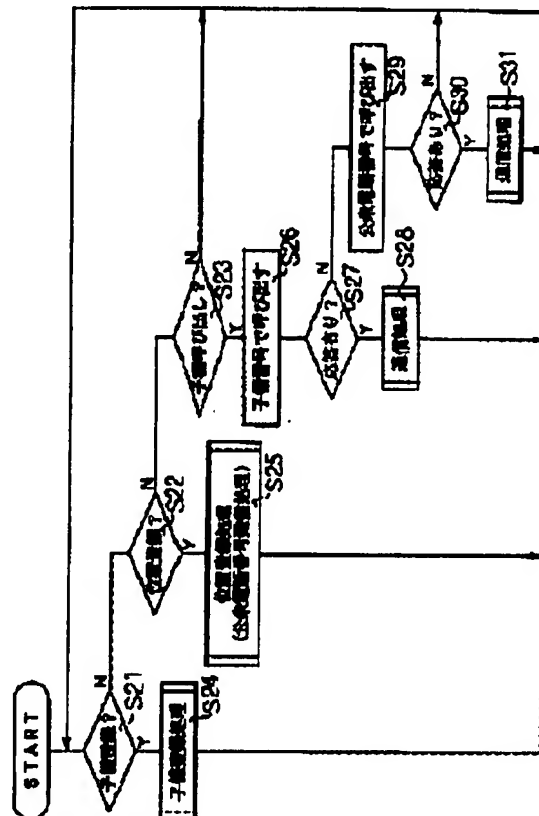 START
子機登録? S21
Y
N
子機登録処理 S24
位置登録? S22
Y
N
位置登録処理
(公衆電話番号登録処理) S25
子機呼び出し? S23
Y
N
子機番号で呼び出す S26
応答有り? S27
Y
N
通信処理 S28
公衆電話番号で呼び出す S29
応答有り? S30
Y
N
通信処理 S31